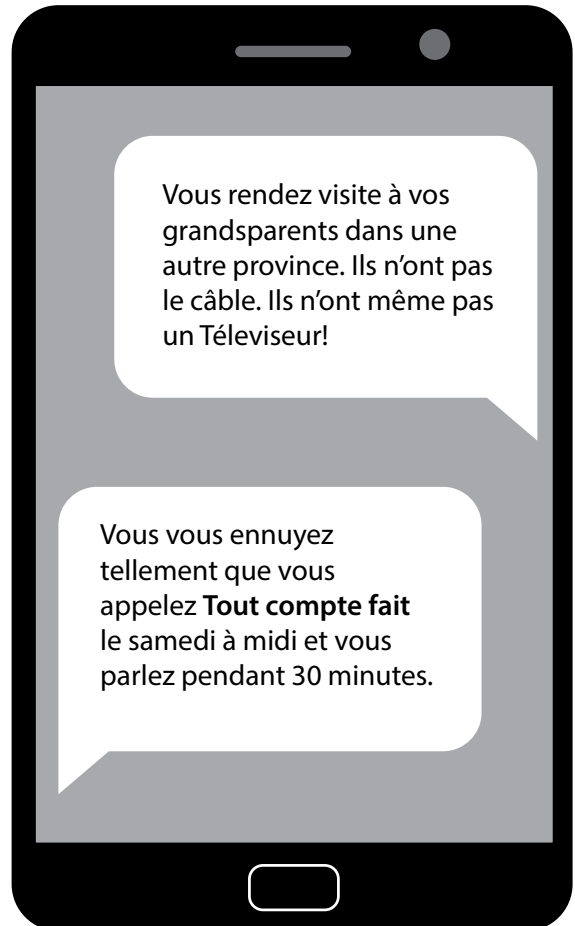 Vous rendez visite à vos
grandsparents dans une
autre province. Ils n'ont pas
le câble. Ils n'ont même pas
un Téleviseur!
Vous vous ennuyez
tellement que vous
appelez Tout compte fait
le samedi à midi et vous
parlez pendant 30 minutes.